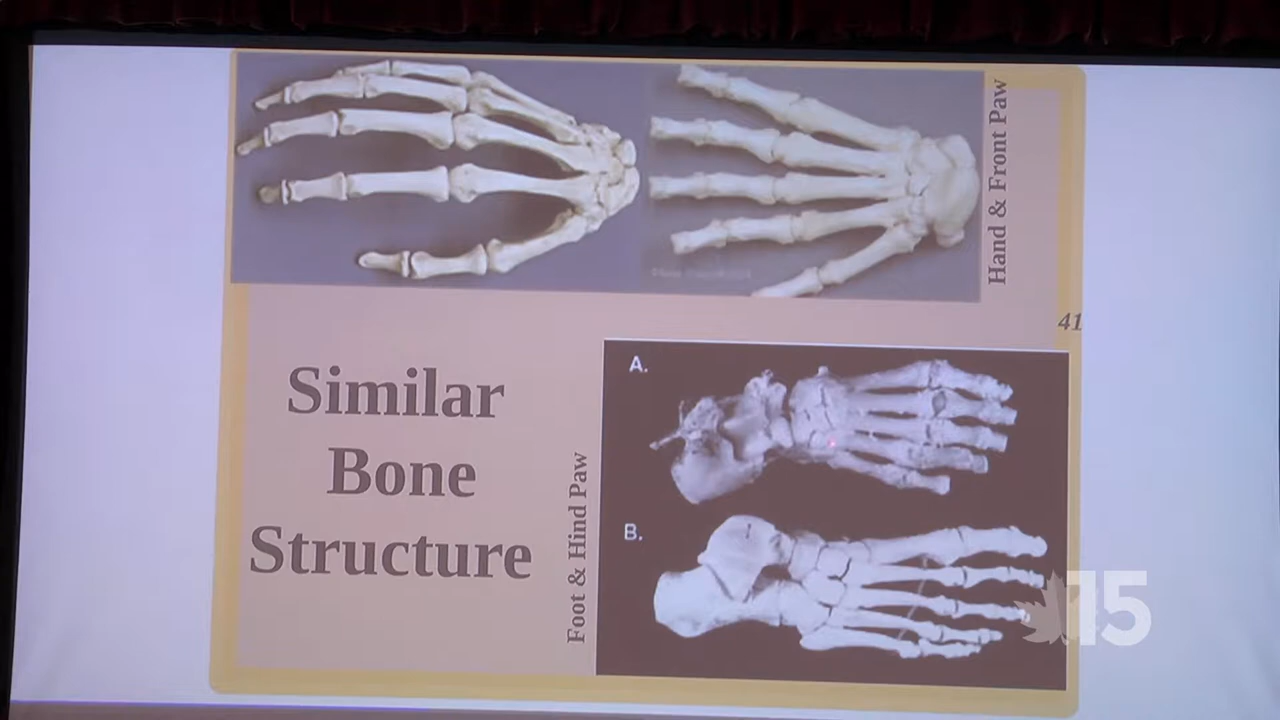 Hand & Front Paw
41
Similar
Bone
Structure
Foot & Hind Paw
A.
B.
15